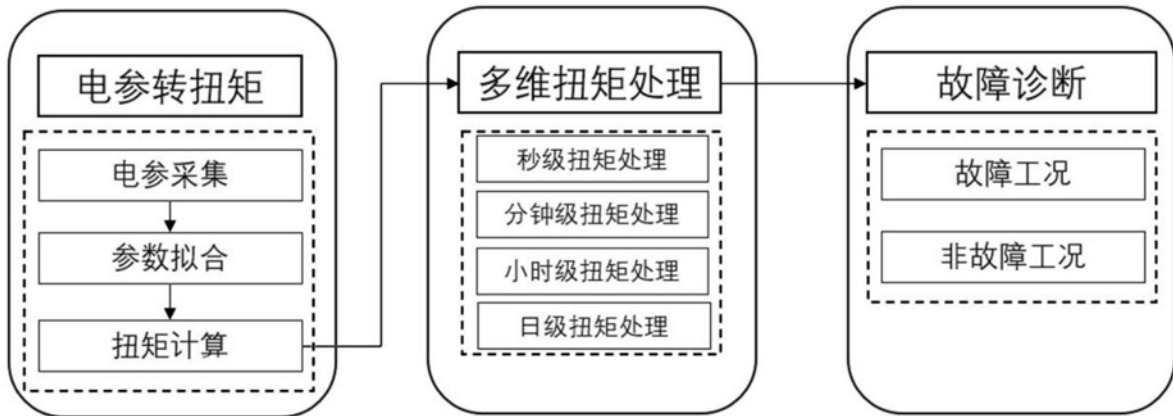 电参转扭矩
电参采集
参数拟合
扭矩计算
多维扭矩处理
秒级扭矩处理
分钟级扭矩处理
小时级扭矩处理
日级扭矩处理
故障诊断
故障工况
非故障工况